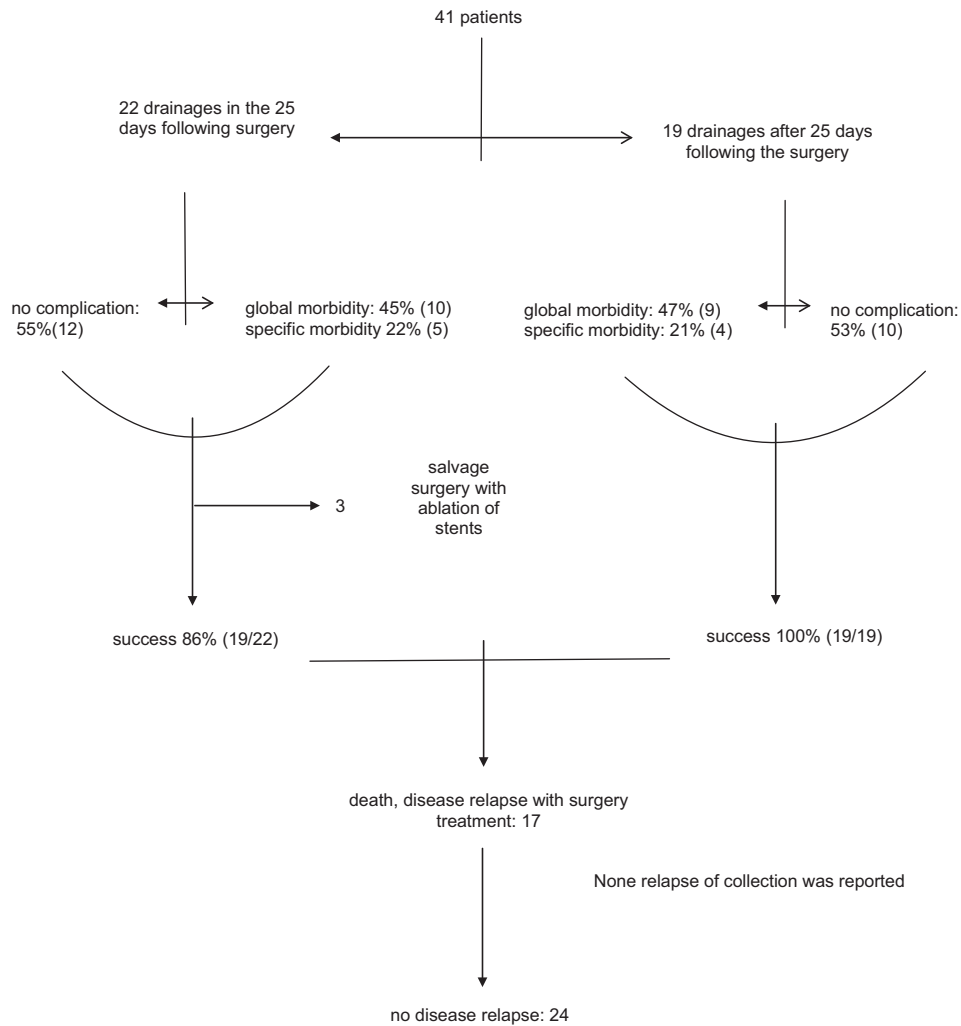 41 patients
22 drainages in the 25
days following surgery
19 drainages after 25 days
following the surgery
no complication:
55%(12)
global morbidity: 45% (10)
specific morbidity 22% (5)
global morbidity: 47% (9)
specific morbidity: 21% (4)
no complication:
53% (10)
salvage
surgery with
ablation of
stents
3
success 86% (19/22)
success 100% (19/19)
death, disease relapse with surgery
treatment: 17
None relapse of collection was reported
no disease relapse: 24